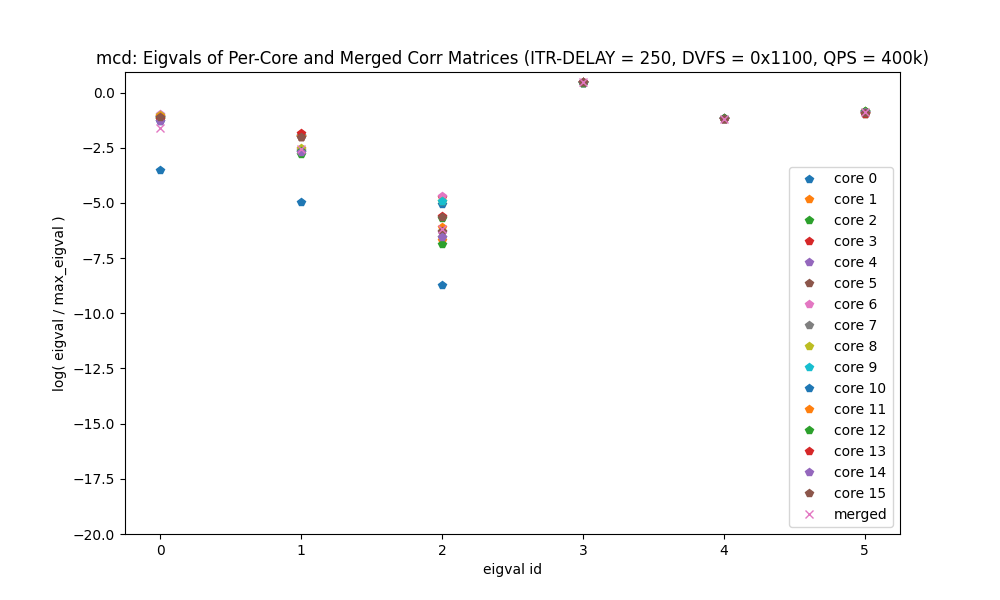 mcd: Eigvals of Per-Core and Merged Corr Matrices (ITR-DELAY = 250, DVFS = 0x1100, QPS = 400k)
log( eigval / max_eigval )
0.0
−2.5
−5.0
−7.5
−10.0
−12.5
−15.0
−17.5
−20.0
0 1 2 3 4 5
eigval id
core 0
core 1
core 2
core 3
core 4
core 5
core 6
core 7
core 8
core 9
core 10
core 11
core 12
core 13
core 14
core 15
merged